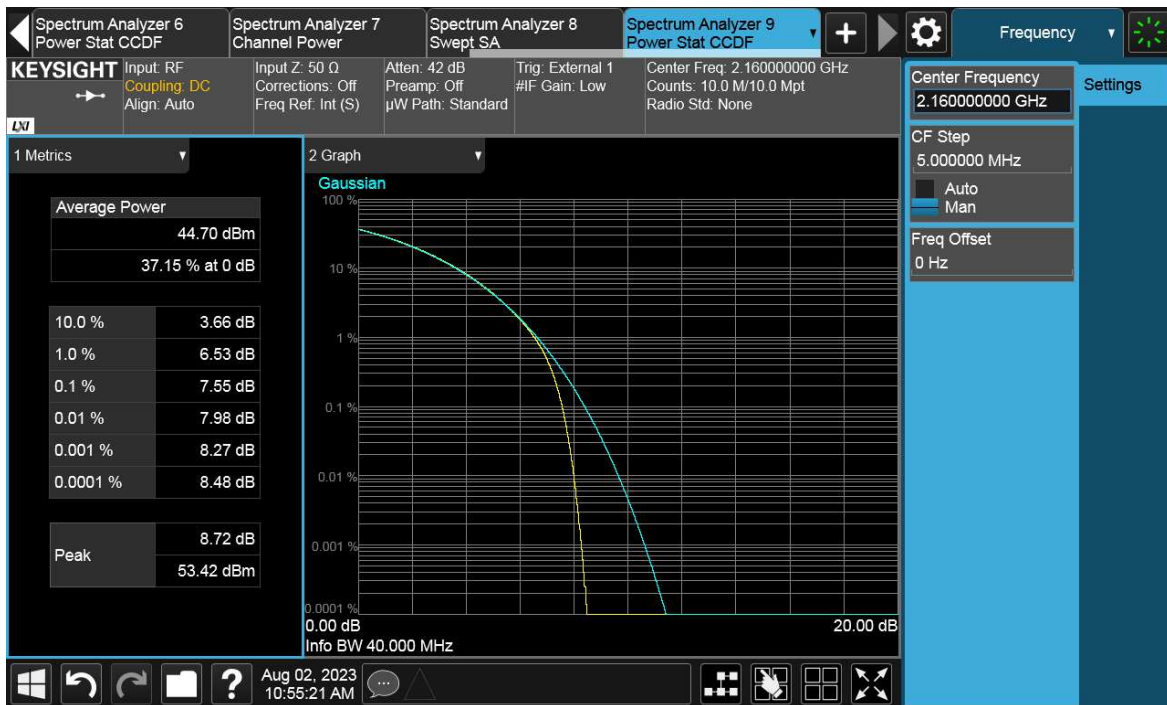 Spectrum Analyzer 6
Power Stat CCDF
Spectrum Analyzer 7
Channel Power
Spectrum Analyzer 8
Swept SA
Spectrum Analyzer 9
Power Stat CCDF
Frequency
KEYSIGHT
LXI
Input: RF
Coupling: DC
Align: Auto
Input Z: 50 Ω
Corrections: Off
Freq Ref: Int (S)
Atten: 42 dB
Preamp: Off
µW Path: Standard
Trig: External 1
#IF Gain: Low
Center Freq: 2.160000000 GHz
Counts: 10.0 M/10.0 Mpt
Radio Std: None
Center Frequency
2.160000000 GHz
Settings
CF Step
5.000000 MHz
Auto
Man
Freq Offset
0 Hz
1 Metrics
Average Power
44.70 dBm
37.15 % at 0 dB
10.0 % 3.66 dB
1.0 % 6.53 dB
0.1 % 7.55 dB
0.01 % 7.98 dB
0.001 % 8.27 dB
0.0001 % 8.48 dB
Peak
8.72 dB
53.42 dBm
2 Graph
Gaussian
100 %
10 %
1 %
0.1 %
0.01 %
0.001 %
0.0001 %
0.00 dB 20.00 dB
Info BW 40.000 MHz
?
Aug 02, 2023
10:55:21 AM